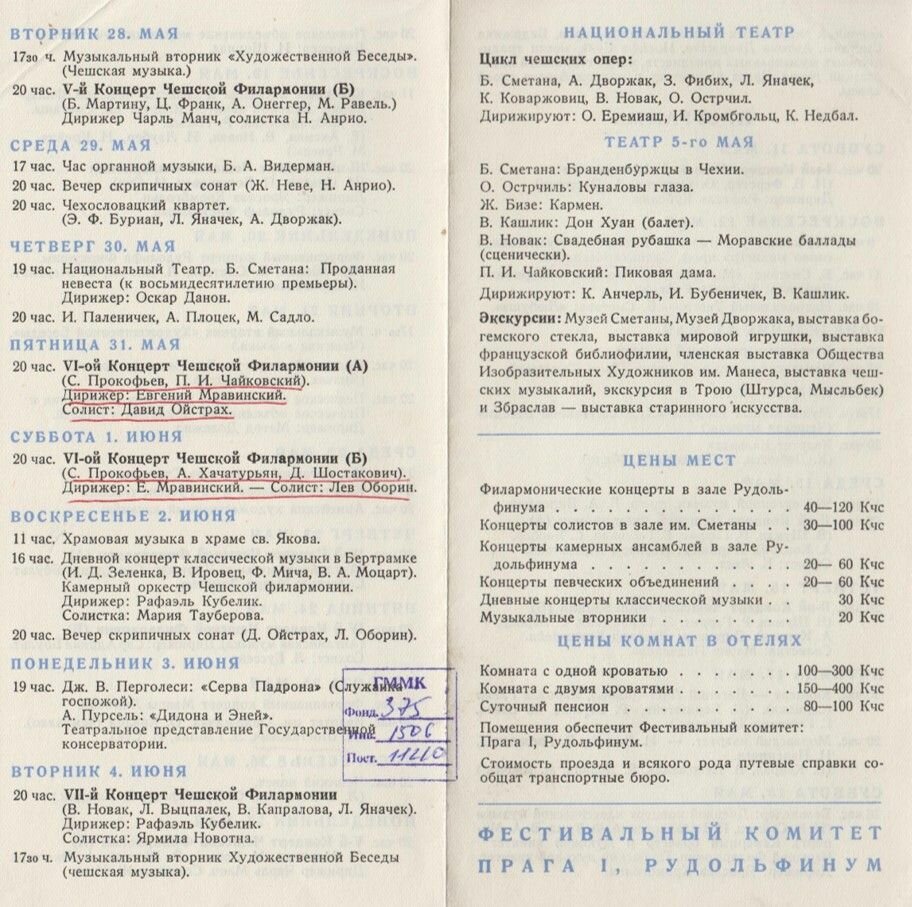 ВТОРНИК 28. МАЯ
17³⁰ ч. Музыкальный вторник «Художественной Беседы».
(Чешская музыка.)
20 час. V-й Концерт Чешской Филармонии (Б)
(Б. Мартину, Ц. Франк, А. Онеггер, М. Равель.)
Дирижер Чарль Манч, солистка Н. Анрио.
СРЕДА 29. МАЯ
17 час. Час органной музыки, Б. А. Видерман.
20 час. Вечер скрипичных сонат (Ж. Неве, Н. Анрио).
20 час. Чехословацкий квартет.
(Э. Ф. Буриан, Л. Яначек, А. Дворжак).
ЧЕТВЕРГ 30. МАЯ
19 час. Национальный Театр. Б. Сметана: Проданная
невеста (к восьмидесятилетию премьеры).
Дирижер: Оскар Данон.
20 час. И. Паленичек, А. Плоцек, М. Садло.
ПЯТНИЦА 31. МАЯ
20 час. VI-ой Концерт Чешской Филармонии (А)
(С. Прокофьев, П. И. Чайковский).
Дирижер: Евгений Мравинский.
Солист: Давид Ойстрах.
СУББОТА 1. ИЮНЯ
20 час. VI-ой Концерт Чешской Филармонии (Б)
(С. Прокофьев, А. Хачатурьян, Д. Шостакович).
Дирижер: Е. Мравинский. — Солист: Лев Оборин.
ВОСКРЕСЕНЬЕ 2. ИЮНЯ
11 час. Храмовая музыка в храме св. Якова.
16 час. Дневной концерт классической музыки в Бертрамке
(И. Д. Зеленка, В. Ировец, Ф. Мича, В. А. Моцарт).
Камерный оркестр Чешской филармонии.
Дирижер: Рафаэль Кубелик.
Солистка: Мария Тауберова.
20 час. Вечер скрипичных сонат (Д. Ойстрах, Л. Оборин).
ПОНЕДЕЛЬНИК 3. ИЮНЯ
19 час. Дж. В. Перголеси: «Серва Падрона» (Служанка
госпожой).
А. Пурсель: «Дидона и Эней».
Театральное представление Государственной
консерватории.
ГММК
Фонд. 375
Инв. 1506
Пост. 11210
ВТОРНИК 4. ИЮНЯ
20 час. VII-й Концерт Чешской Филармонии
(В. Новак, Л. Выцпалек, В. Капралова, Л. Яначек).
Дирижер: Рафаэль Кубелик.
Солистка: Ярмила Новотна.
17³⁰ ч. Музыкальный вторник Художественной Беседы
(чешская музыка).
НАЦИОНАЛЬНЫЙ ТЕАТР
Цикл чешских опер:
Б. Сметана, А. Дворжак, З. Фибих, Л. Яначек,
К. Коваржовиц, В. Новак, О. Острчил.
Дирижируют: О. Еремиаш, И. Кромбгольц, К. Недбал.
ТЕАТР 5-го МАЯ
Б. Сметана: Бранденбуржцы в Чехии.
О. Острчиль: Куналовы глаза.
Ж. Бизе: Кармен.
В. Кашлик: Дон Хуан (балет).
В. Новак: Свадебная рубашка — Моравские баллады
(сценически).
П. И. Чайковский: Пиковая дама.
Дирижируют: К. Анчерль, И. Бубеничек, В. Кашлик.
Экскурсии: Музей Сметаны, Музей Дворжака, выставка бо-
гемского стекла, выставка мировой игрушки, выставка
французской библиофилии, членская выставка Общества
Изобразительных Художников им. Манеса, выставка чеш-
ских музыкалий, экскурсия в Трою (Штурса, Мысльбек)
и Збраслав — выставка старинного искусства.
ЦЕНЫ МЕСТ
Филармонические концерты в зале Рудоль-
финума . . . . . . . . . . . . . . 40—120 Кчс
Концерты солистов в зале им. Сметаны . . 30—100 Кчс
Концерты камерных ансамблей в зале Ру-
дольфинума . . . . . . . . . . . . 20— 60 Кчс
Концерты певческих объединений . . . . . 20— 60 Кчс
Дневные концерты классической музыки . . 30 Кчс
Музыкальные вторники . . . . . . . . . 20 Кчс
ЦЕНЫ КОМНАТ В ОТЕЛЯХ
Комната с одной кроватью . . . . . . . 100—300 Кчс
Комната с двумя кроватями . . . . . . . 150—400 Кчс
Суточный пенсион . . . . . . . . . . . 80—100 Кчс
Помещения обеспечит Фестивальный комитет:
Прага I, Рудольфинум.
Стоимость проезда и всякого рода путевые справки со-
общат транспортные бюро.
ФЕСТИВАЛЬНЫЙ КОМИТЕТ
ПРАГА I, РУДОЛЬФИНУМ